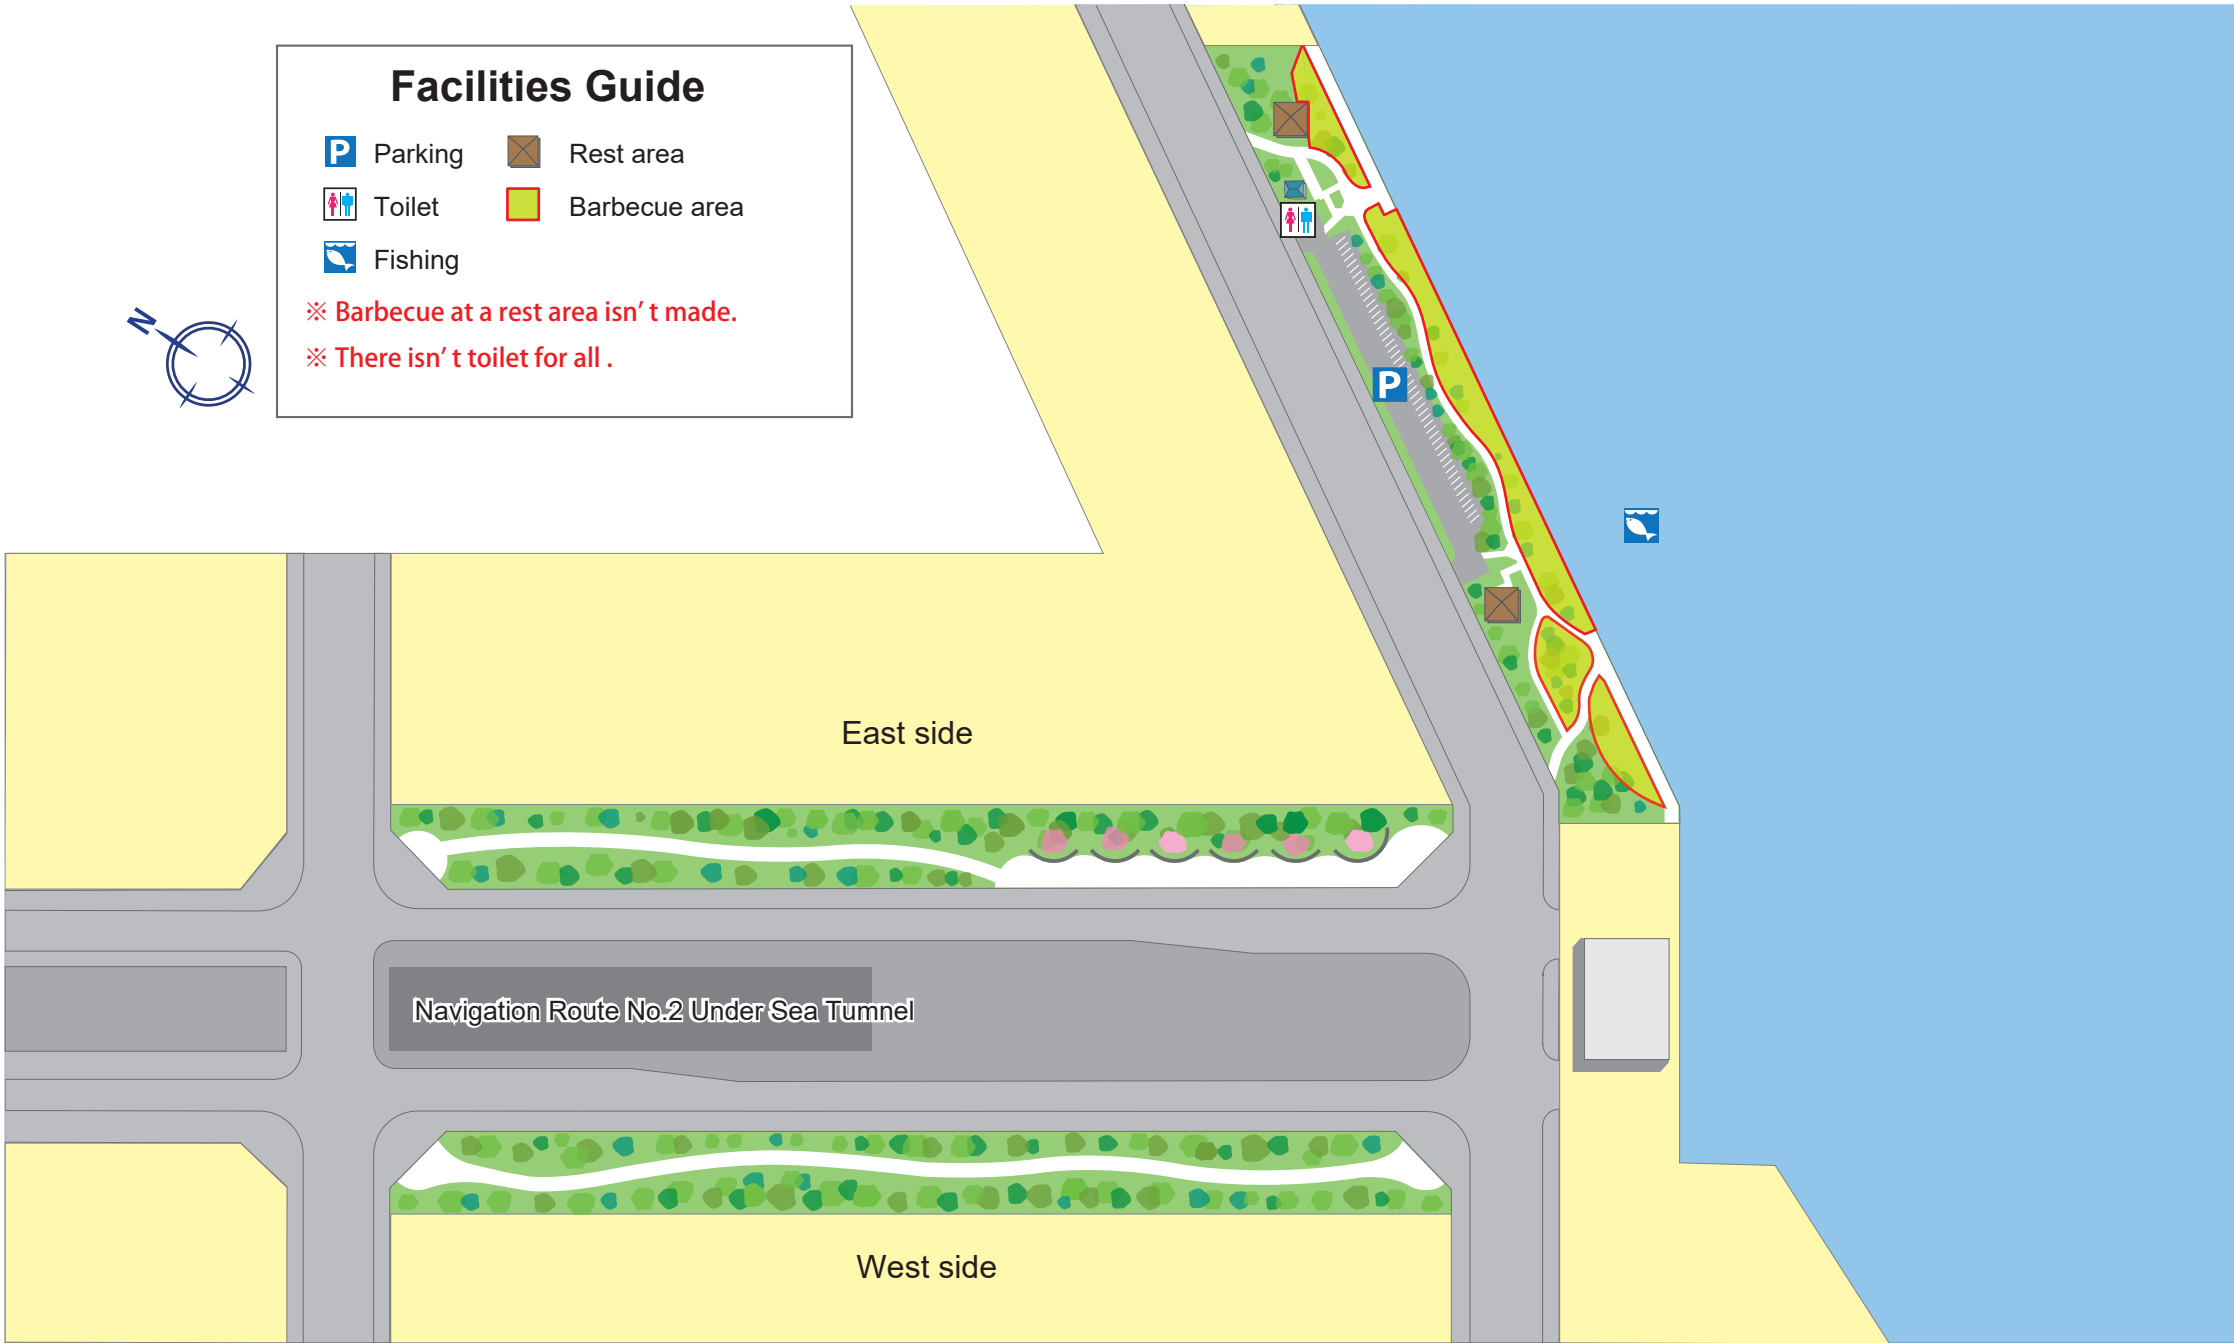 Facilities Guide
P Parking
Rest area
Toilet
Barbecue area
Fishing
※ Barbecue at a rest area isn’ t made.
※ There isn’ t toilet for all .
N
P
East side
Navigation Route No.2 Under Sea Tumnel
West side